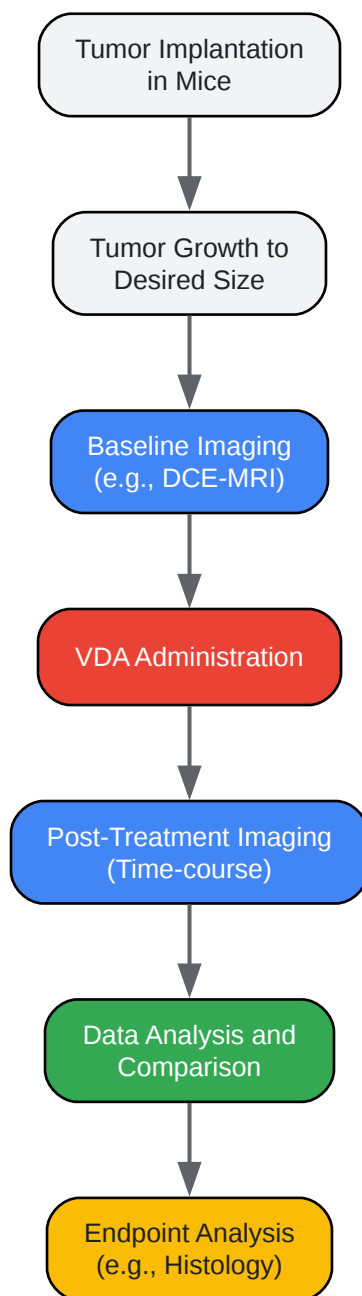 Tumor Implantation
in Mice
Tumor Growth to
Desired Size
Baseline Imaging
(e.g., DCE-MRI)
VDA Administration
Post-Treatment Imaging
(Time-course)
Data Analysis and
Comparison
Endpoint Analysis
(e.g., Histology)